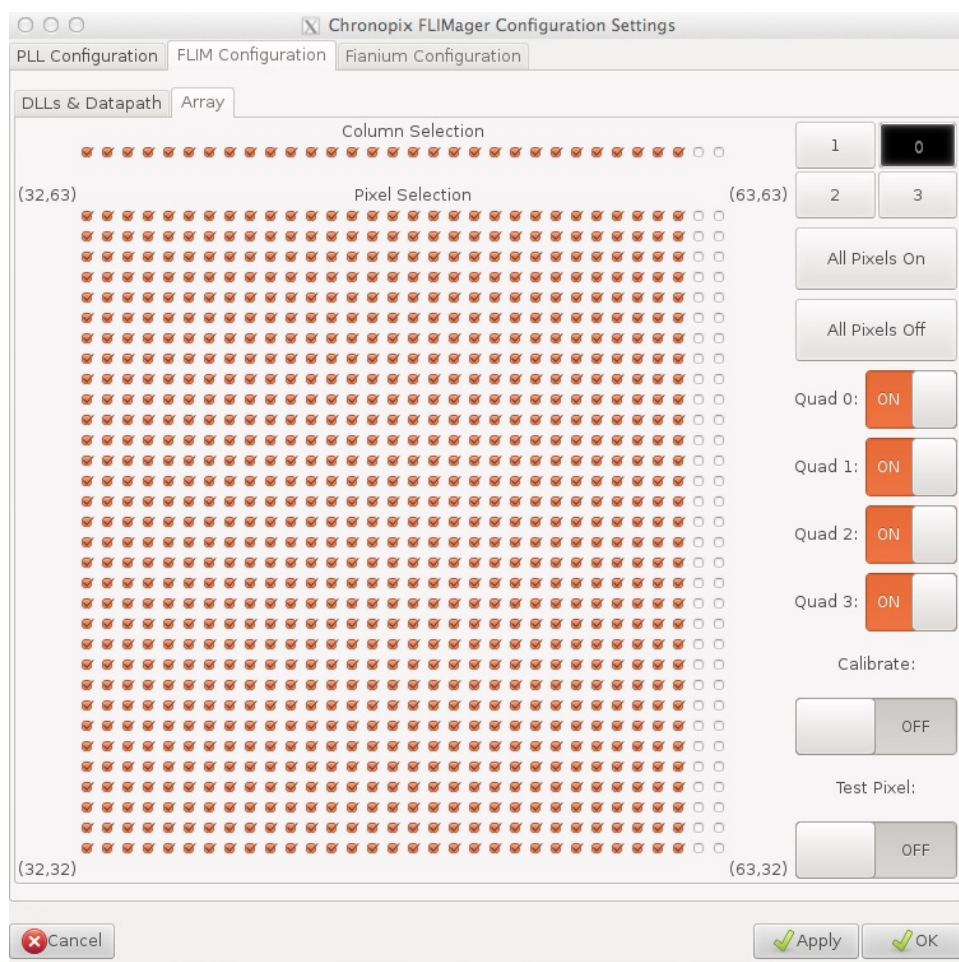 Chronopix FLIMager Configuration Settings
PLL Configuration FLIM Configuration Fianium Configuration
DLLs & Datapath Array
Column Selection
1 0
(32,63) Pixel Selection (63,63)
2 3
All Pixels On
All Pixels Off
Quad 0: ON
Quad 1: ON
Quad 2: ON
Quad 3: ON
Calibrate:
OFF
Test Pixel:
OFF
(32,32) (63,32)
Cancel Apply OK